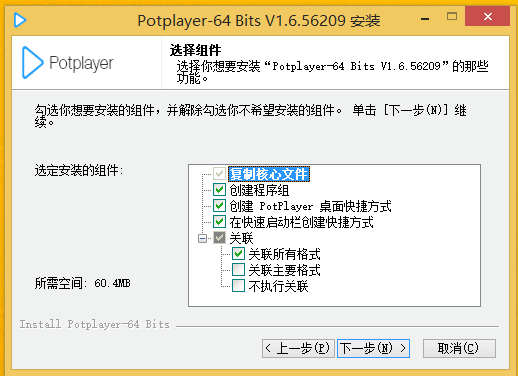 Potplayer-64 Bits V1.6.56209 安装
Potplayer
选择组件
选择你想要安装“Potplayer-64 Bits V1.6.56209”的那些
功能。
勾选你想要安装的组件，并解除勾选你不希望安装的组件。 单击 [下一步(N)] 继
续。
选定安装的组件:
复制核心文件
创建程序组
创建 PotPlayer 桌面快捷方式
在快速启动栏创建快捷方式
关联
关联所有格式
关联主要格式
不执行关联
所需空间: 60.4MB
Install Potplayer-64 Bits
< 上一步(P)
下一步(N) >
取消(C)